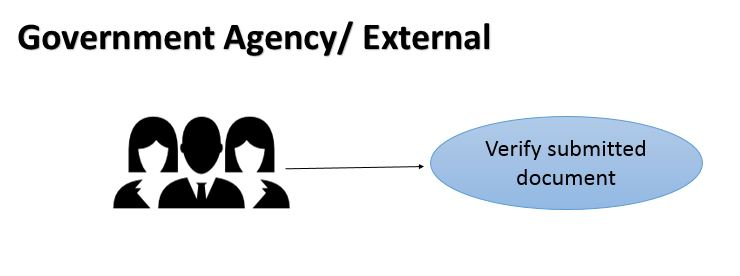 Government Agency/ External
Verify submitted
document